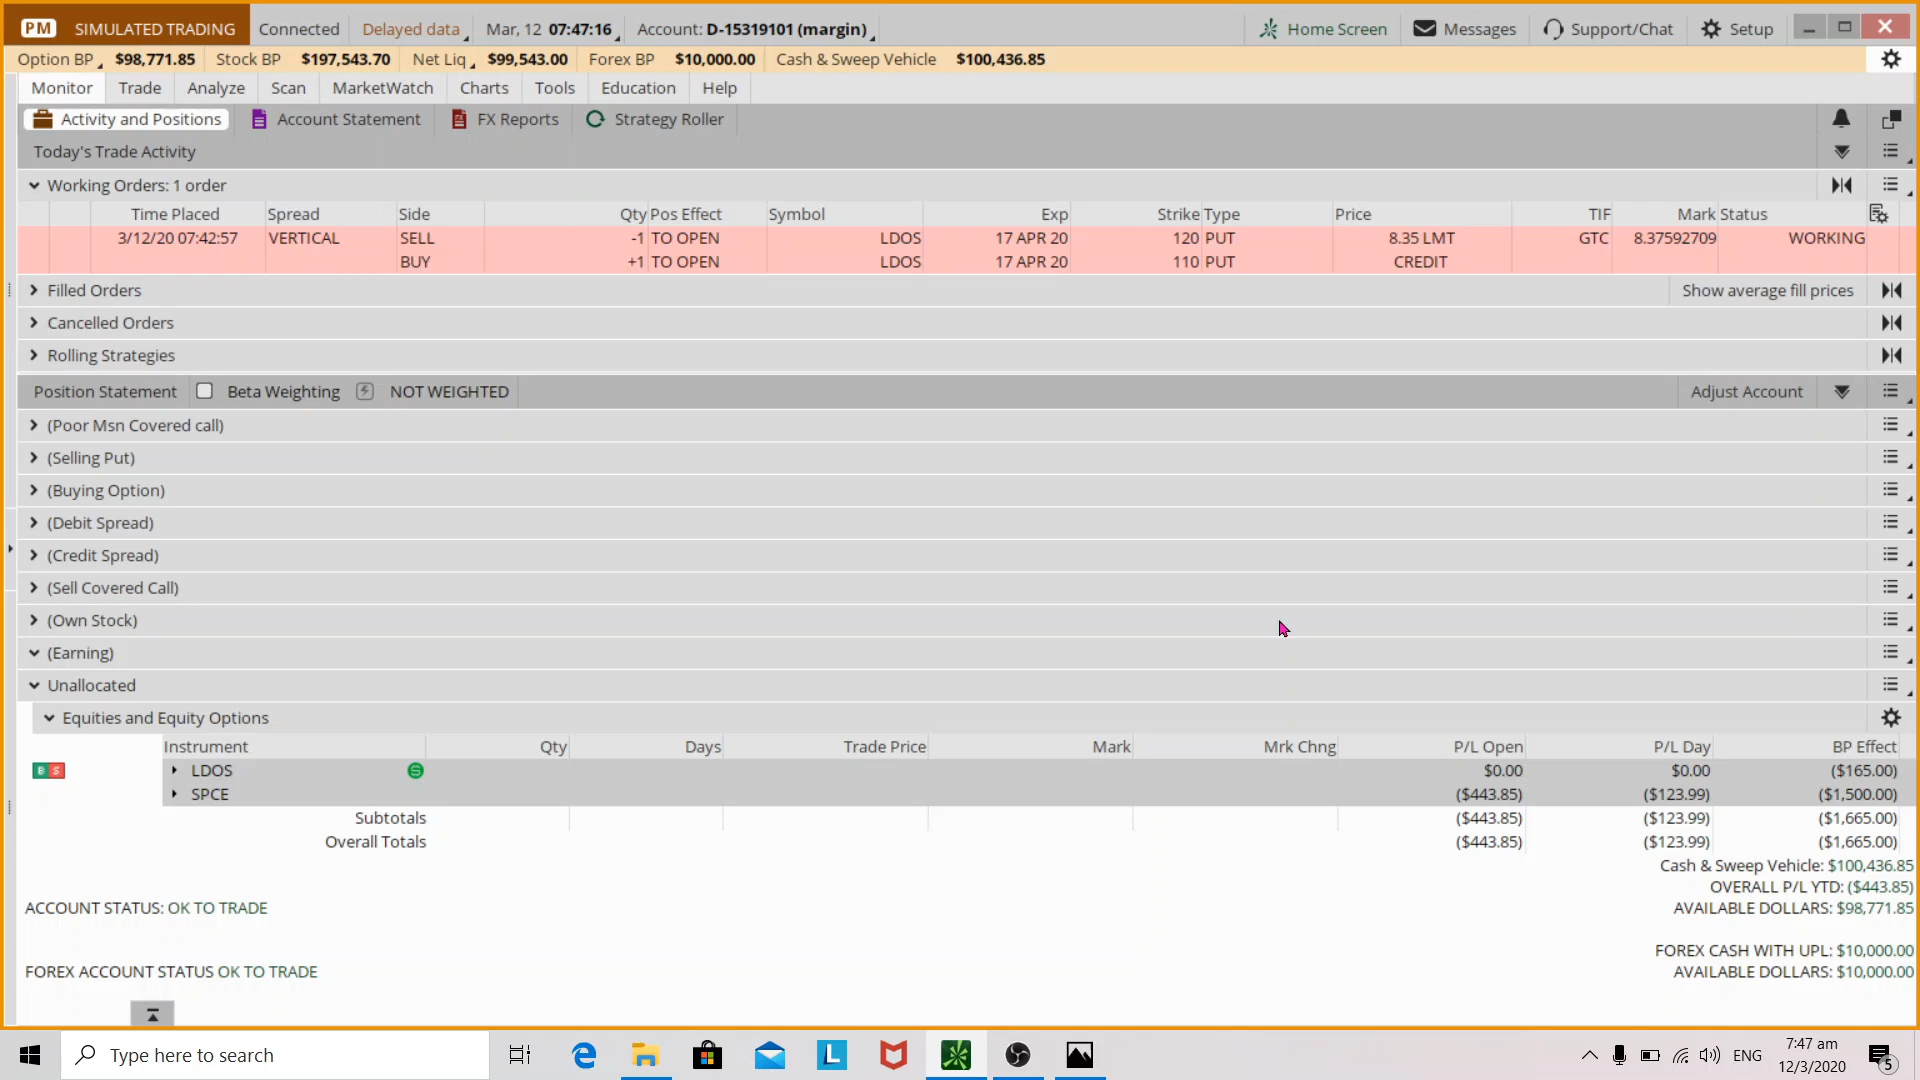 PM SIMULATED TRADING Connected Delayed data Mar, 12 07:47:16 Account: D-15319101 (margin) Home Screen Messages Support/Chat Setup
Option BP $98,771.85 Stock BP $197,543.70 Net Liq $99,543.00 Forex BP $10,000.00 Cash & Sweep Vehicle $100,436.85
Monitor Trade Analyze Scan MarketWatch Charts Tools Education Help
Activity and Positions Account Statement FX Reports Strategy Roller
Today's Trade Activity
Working Orders: 1 order
Time Placed Spread Side Qty Pos Effect Symbol Exp Strike Type Price TIF Mark Status
3/12/20 07:42:57 VERTICAL SELL -1 TO OPEN LDOS 17 APR 20 120 PUT 8.35 LMT GTC 8.37592709 WORKING
BUY +1 TO OPEN LDOS 17 APR 20 110 PUT CREDIT
Filled Orders Show average fill prices
Cancelled Orders
Rolling Strategies
Position Statement Beta Weighting NOT WEIGHTED Adjust Account
(Poor Msn Covered call)
(Selling Put)
(Buying Option)
(Debit Spread)
(Credit Spread)
(Sell Covered Call)
(Own Stock)
(Earning)
Unallocated
Equities and Equity Options
Instrument Qty Days Trade Price Mark Mrk Chng P/L Open P/L Day BP Effect
B S LDOS S $0.00 $0.00 ($165.00)
SPCE ($443.85) ($123.99) ($1,500.00)
Subtotals ($443.85) ($123.99) ($1,665.00)
Overall Totals ($443.85) ($123.99) ($1,665.00)
Cash & Sweep Vehicle: $100,436.85
OVERALL P/L YTD: ($443.85)
ACCOUNT STATUS: OK TO TRADE AVAILABLE DOLLARS: $98,771.85
FOREX CASH WITH UPL: $10,000.00
FOREX ACCOUNT STATUS OK TO TRADE AVAILABLE DOLLARS: $10,000.00
Type here to search L ENG 7:47 am
12/3/2020 5